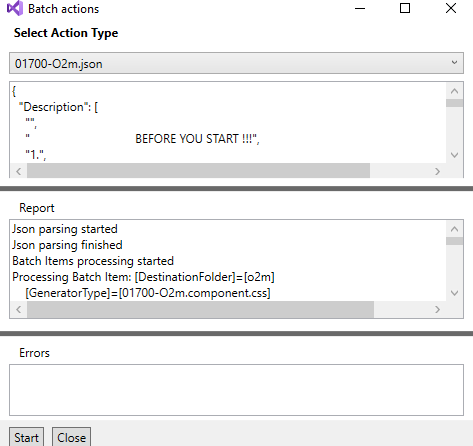 Batch actions
Select Action Type
01700-O2m.json
{
"Description": [
"",
" BEFORE YOU START !!!",
"1.",
Report
Json parsing started
Json parsing finished
Batch Items processing started
Processing Batch Item: [DestinationFolder]=[o2m]
[GeneratorType]=[01700-O2m.component.css]
Errors
Start Close